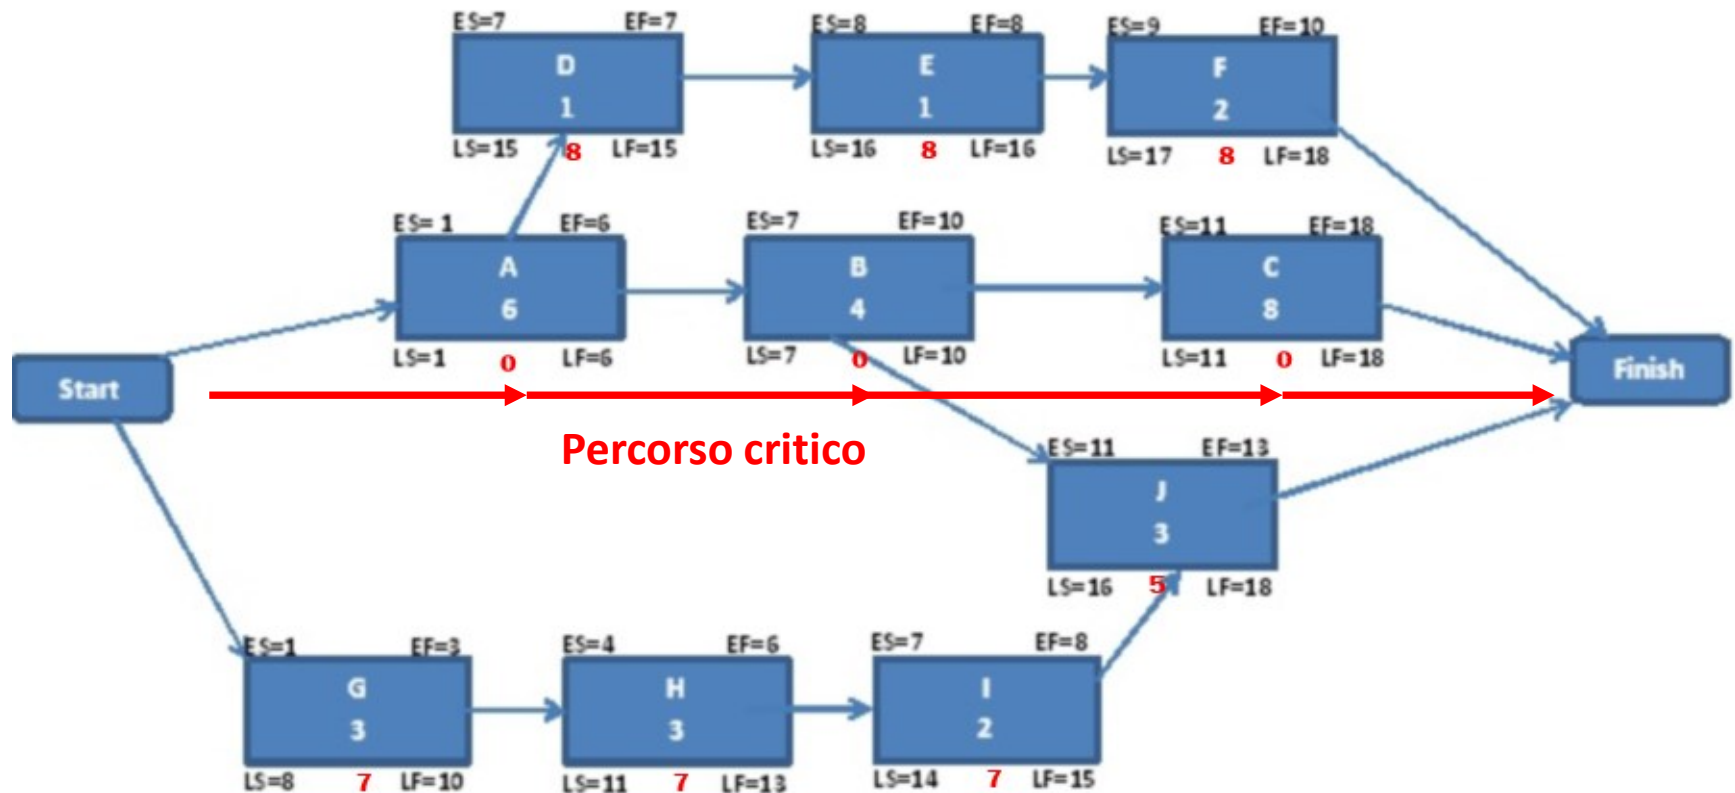 ES=7 EF=7
D
1
LS=15 8 LF=15
ES=8 EF=8
E
1
LS=16 8 LF=16
ES=9 EF=10
F
2
LS=17 8 LF=18
ES= 1 EF=6
A
6
LS=1 0 LF=6
ES=7 EF=10
B
4
LS=7 0 LF=10
ES=11 EF=18
C
8
LS=11 0 LF=18
Start
Finish
Percorso critico
ES=11 EF=13
J
3
LS=16 5 LF=18
ES=1 EF=3
G
3
LS=8 7 LF=10
ES=4 EF=6
H
3
LS=11 7 LF=13
ES=7 EF=8
I
2
LS=14 7 LF=15